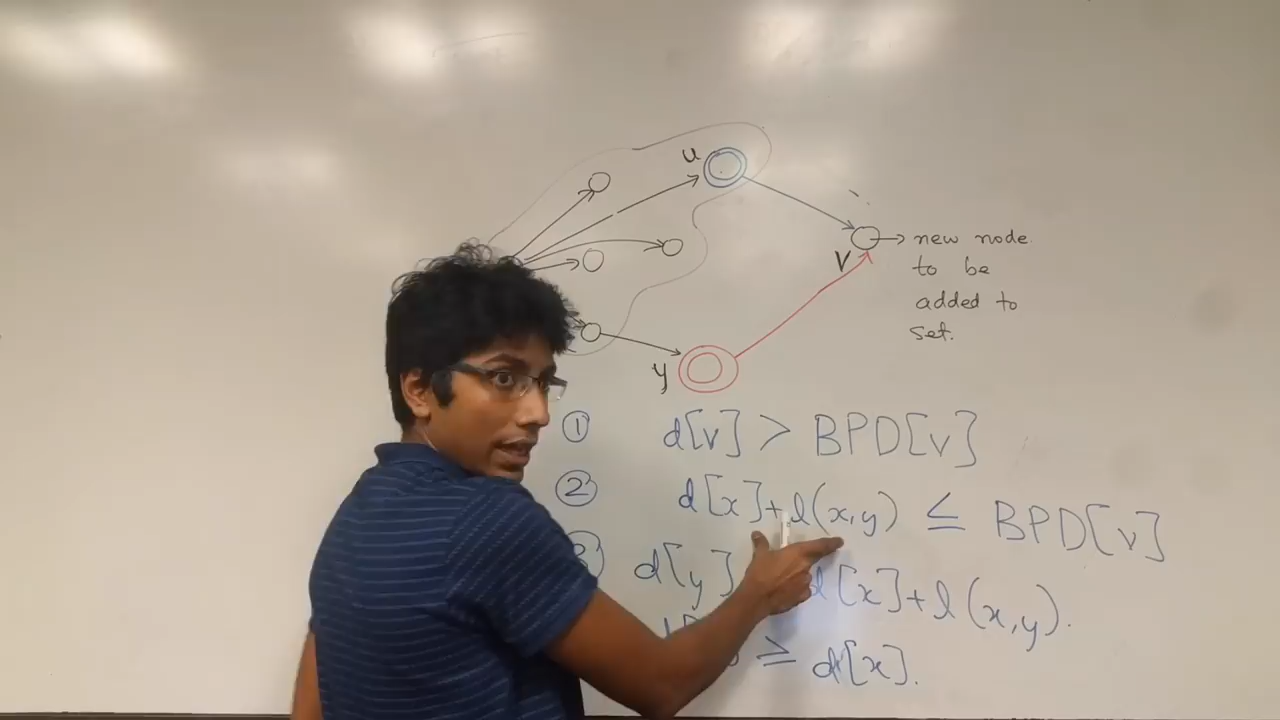 u
v
new node
to be
added to
set.
y
① d[v] > BPD[v]
② d[x]+l(x,y) ≤ BPD[v]
d[y] d[x]+l(x,y).
≥ d[x].